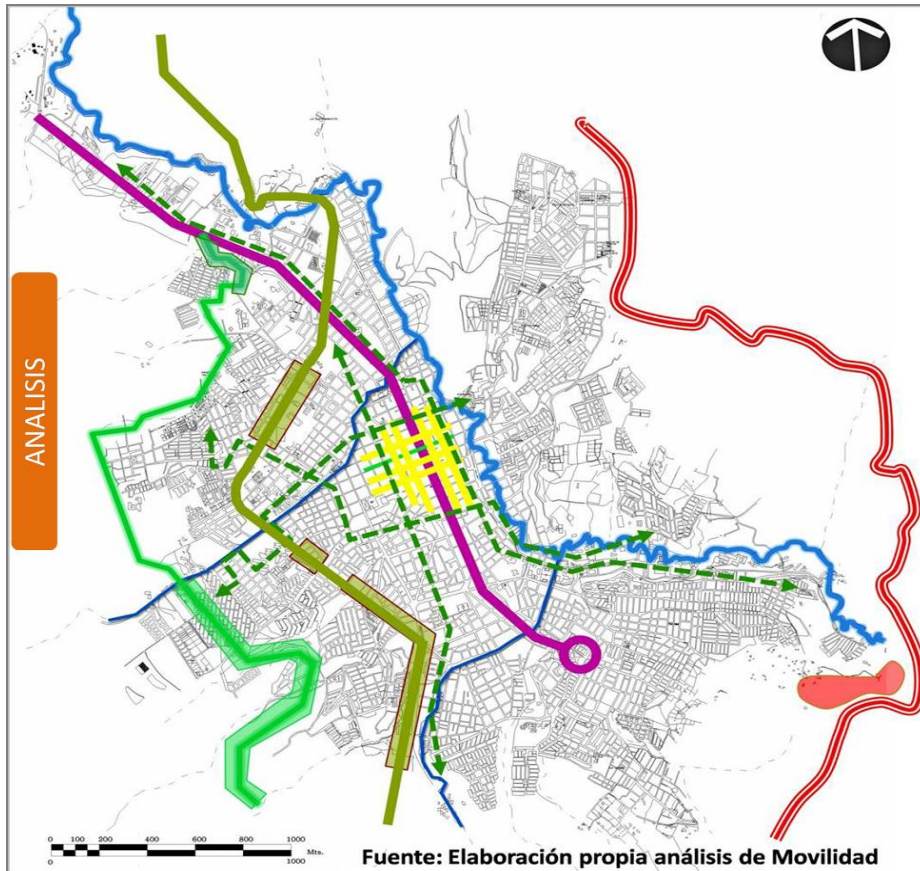 ANALISIS
0 100 200 400 600 800 1000
0 1000
Mts.
Fuente: Elaboración propia análisis de Movilidad